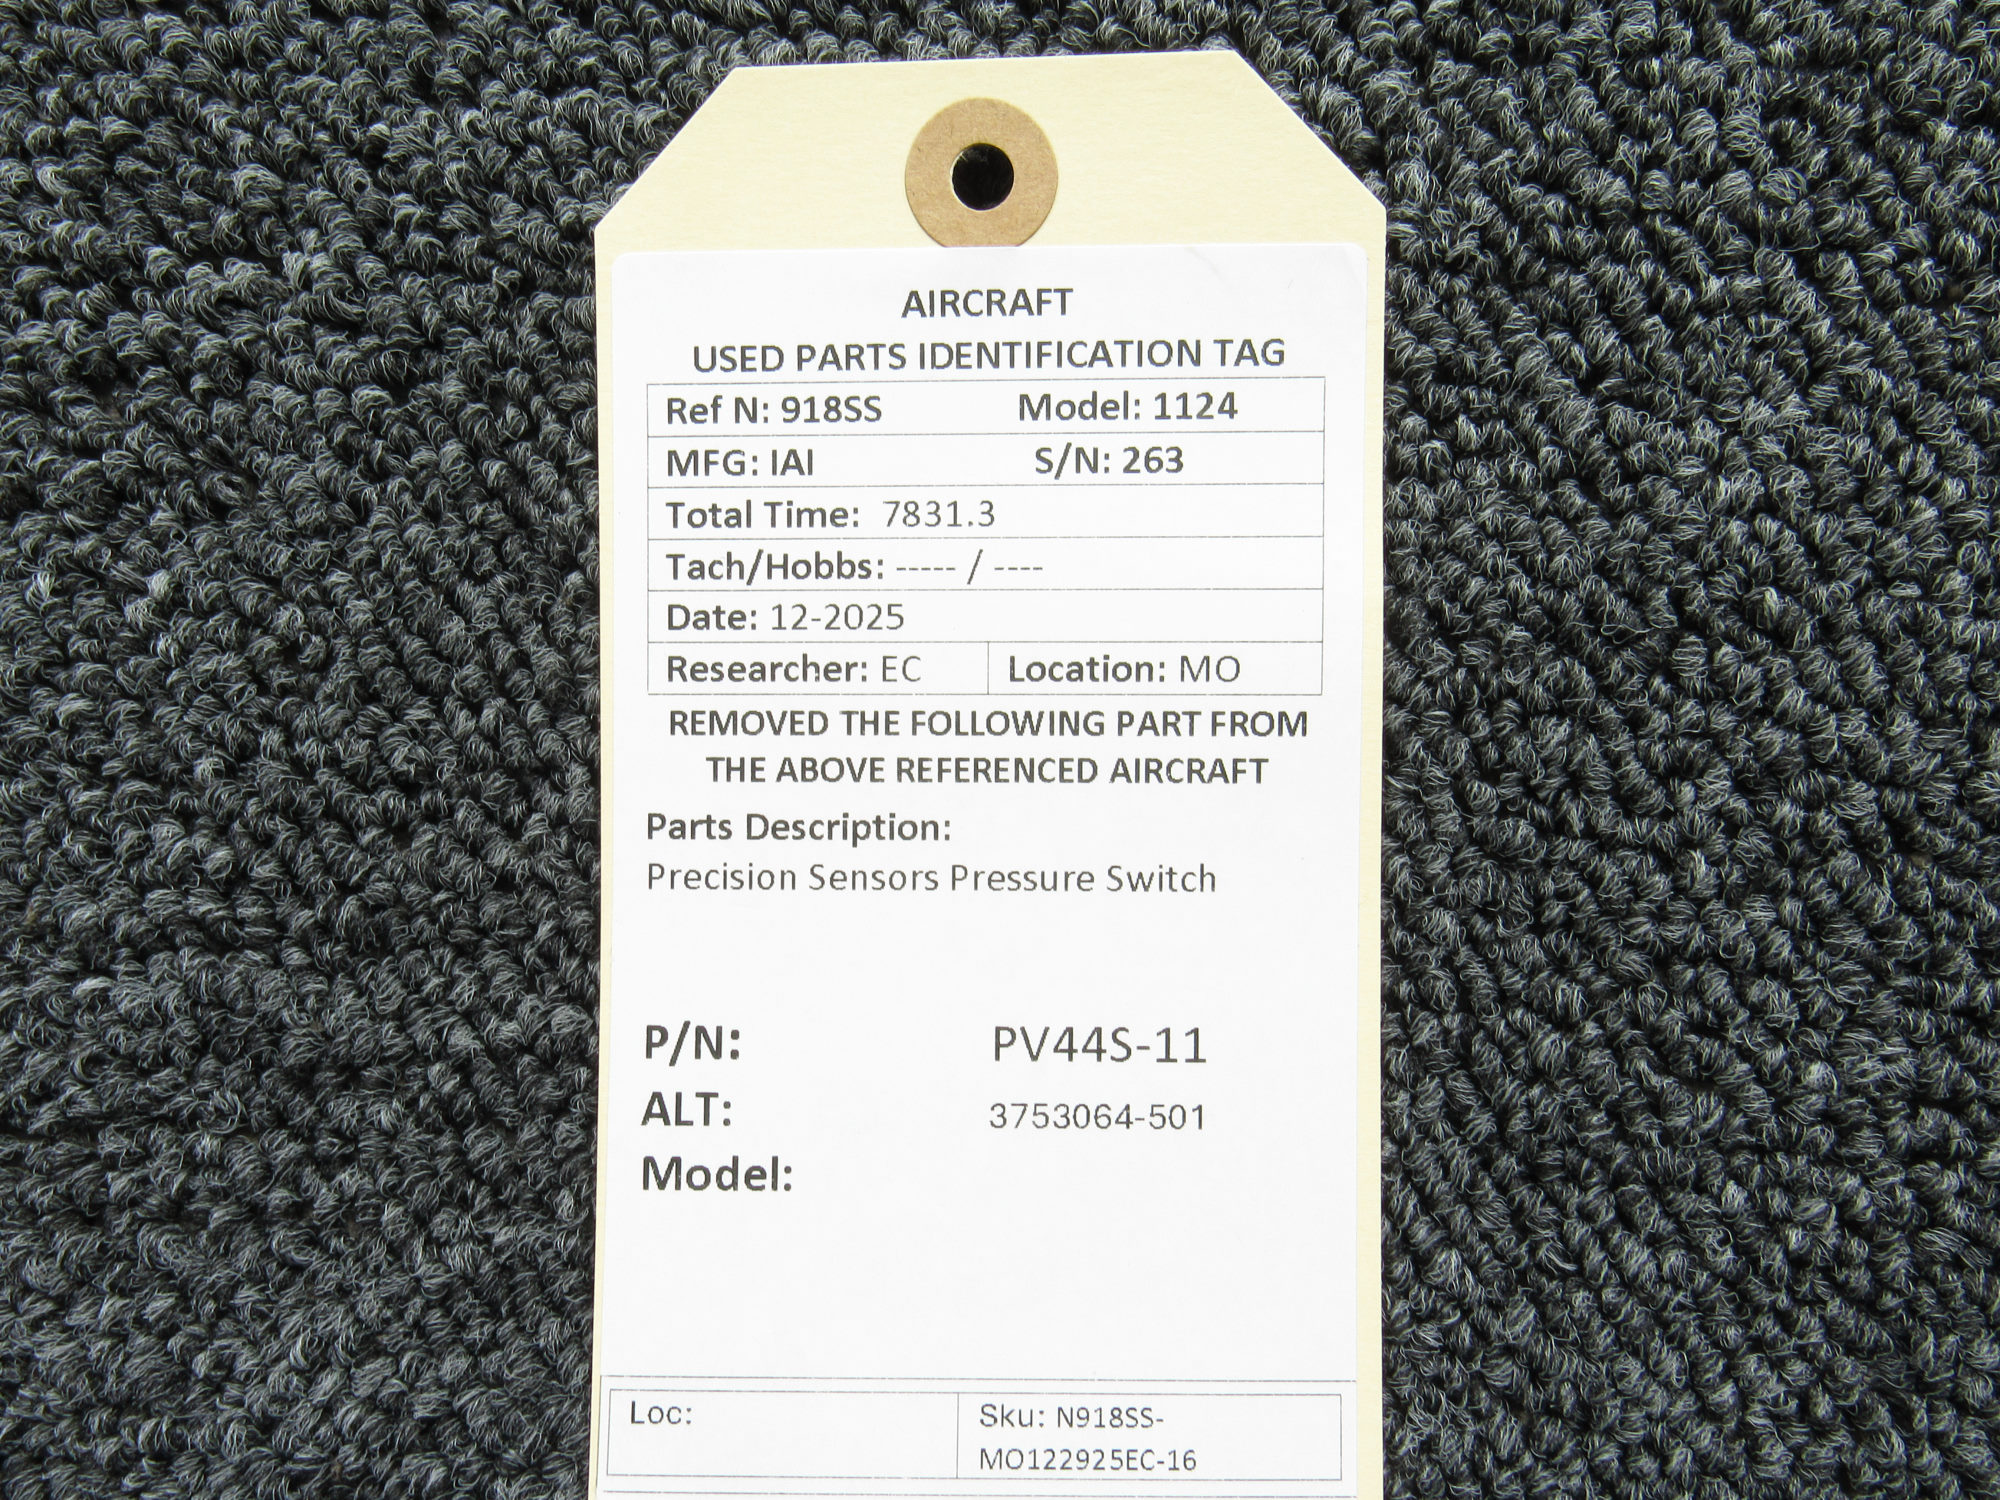 AIRCRAFT
USED PARTS IDENTIFICATION TAG
Ref N: 918SS Model: 1124
MFG: IAI S/N: 263
Total Time: 7831.3
Tach/Hobbs: ----- / ----
Date: 12-2025
Researcher: EC Location: MO
REMOVED THE FOLLOWING PART FROM
THE ABOVE REFERENCED AIRCRAFT
Parts Description:
Precision Sensors Pressure Switch
P/N: PV44S-11
ALT: 3753064-501
Model:
Loc: Sku: N918SS-
MO122925EC-16